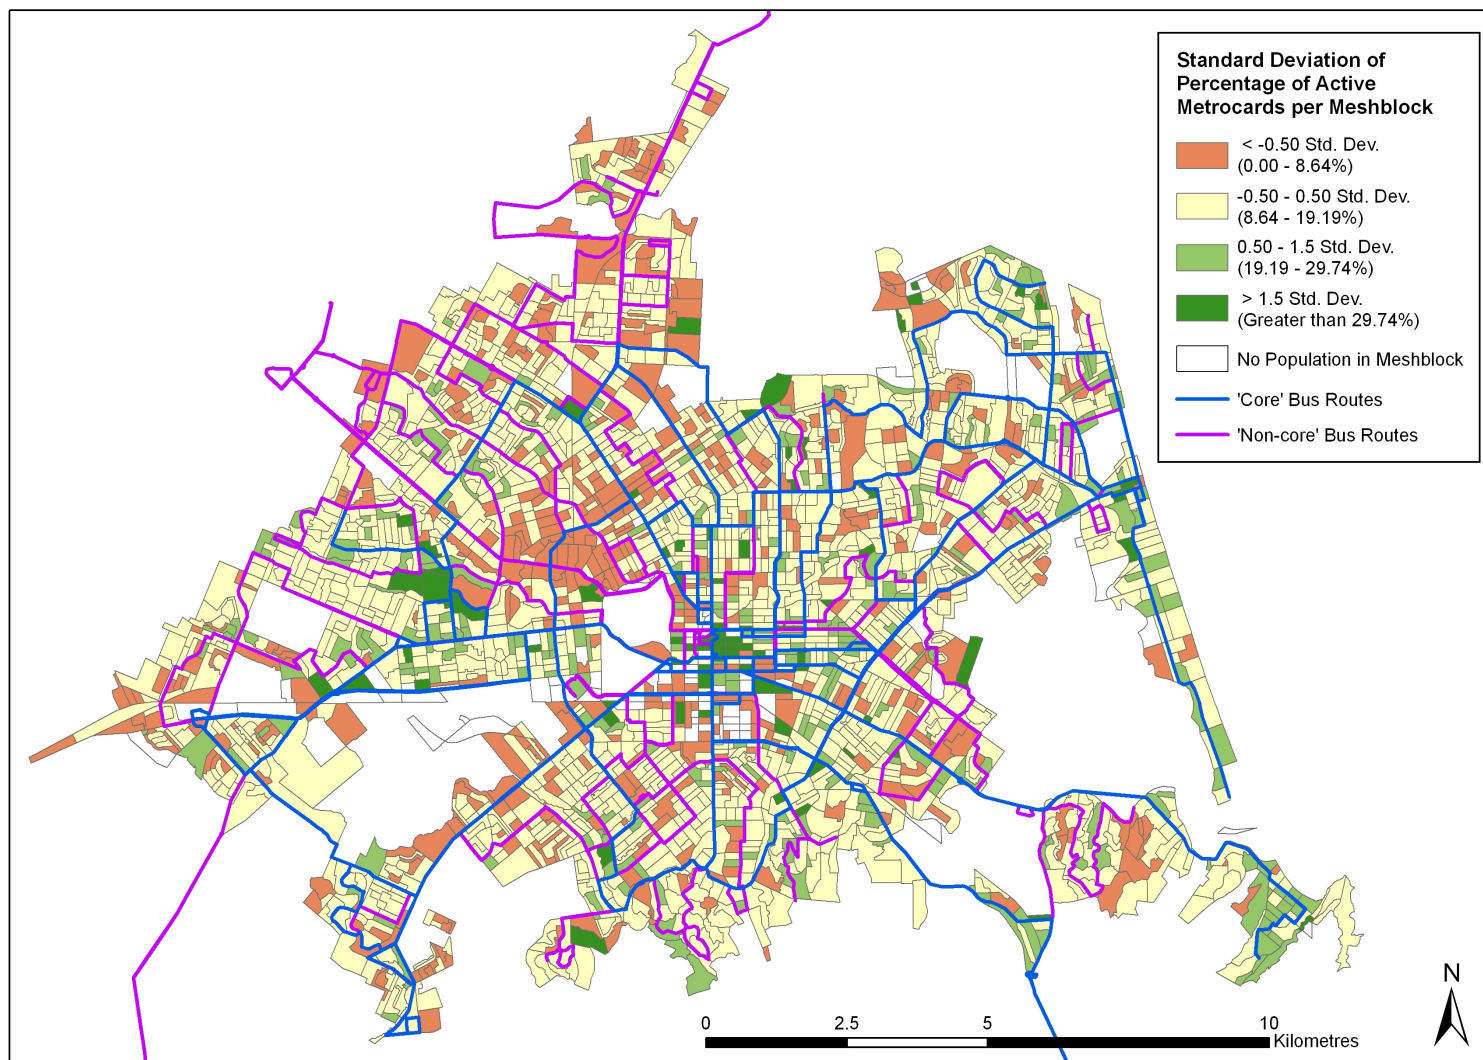 Standard Deviation of
Percentage of Active
Metrocards per Meshblock
< -0.50 Std. Dev.
(0.00 - 8.64%)
-0.50 - 0.50 Std. Dev.
(8.64 - 19.19%)
0.50 - 1.5 Std. Dev.
(19.19 - 29.74%)
> 1.5 Std. Dev.
(Greater than 29.74%)
No Population in Meshblock
'Core' Bus Routes
'Non-core' Bus Routes
N
0 2.5 5 10
Kilometres